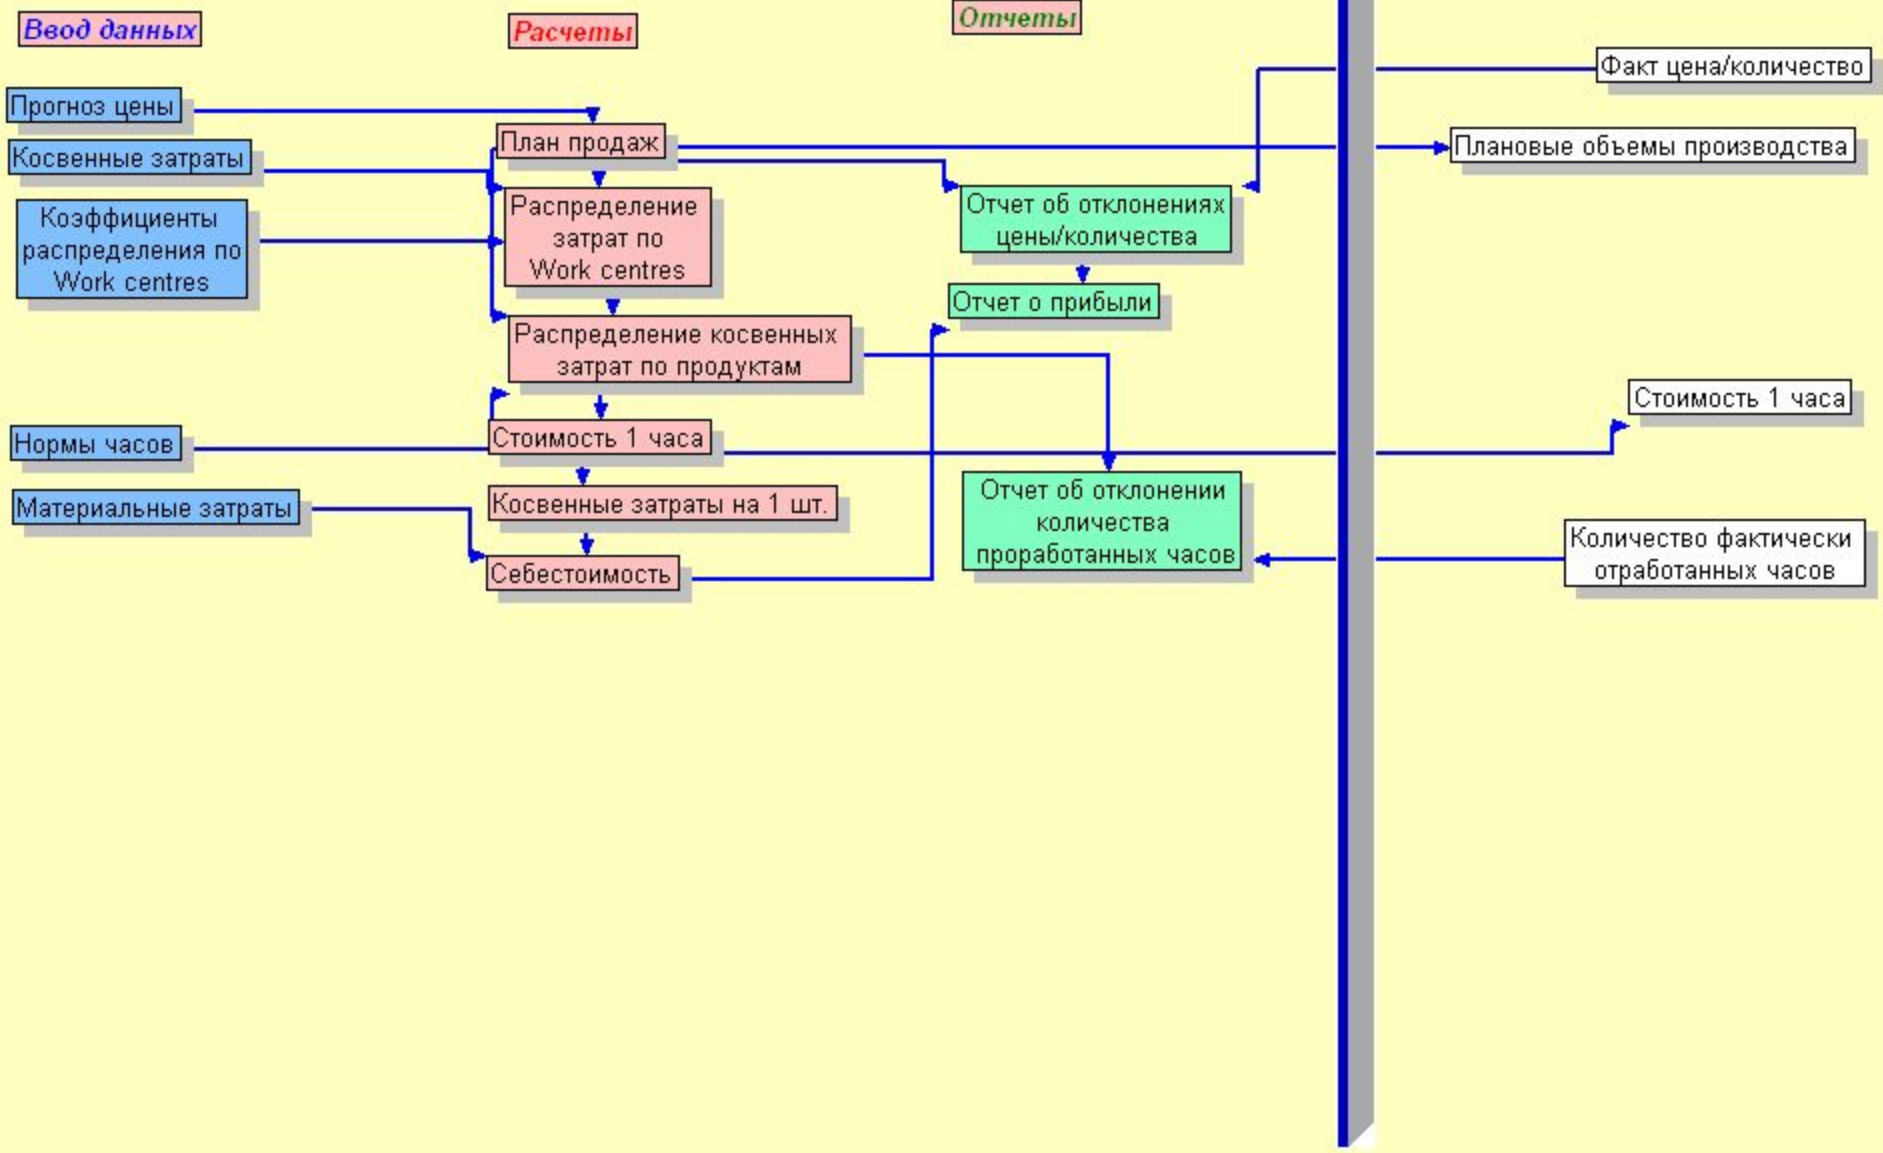 Ввод данных
Расчеты
Отчеты
Прогноз цены
Косвенные затраты
Коэффициенты
распределения по
Work centres
Нормы часов
Материальные затраты
План продаж
Распределение
затрат по
Work centres
Распределение косвенных
затрат по продуктам
Стоимость 1 часа
Косвенные затраты на 1 шт.
Себестоимость
Отчет об отклонениях
цены/количества
Отчет о прибыли
Отчет об отклонении
количества
проработанных часов
Факт цена/количество
Плановые объемы производства
Стоимость 1 часа
Количество фактически
отработанных часов